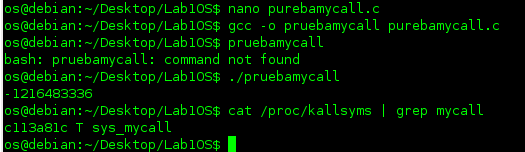 os@debian:~/Desktop/Lab1OS$ nano purebamycall.c
os@debian:~/Desktop/Lab1OS$ gcc -o pruebamycall purebamycall.c
os@debian:~/Desktop/Lab1OS$ pruebamycall
bash: pruebamycall: command not found
os@debian:~/Desktop/Lab1OS$ ./pruebamycall
-1216483336
os@debian:~/Desktop/Lab1OS$ cat /proc/kallsyms | grep mycall
c113a81c T sys_mycall
os@debian:~/Desktop/Lab1OS$